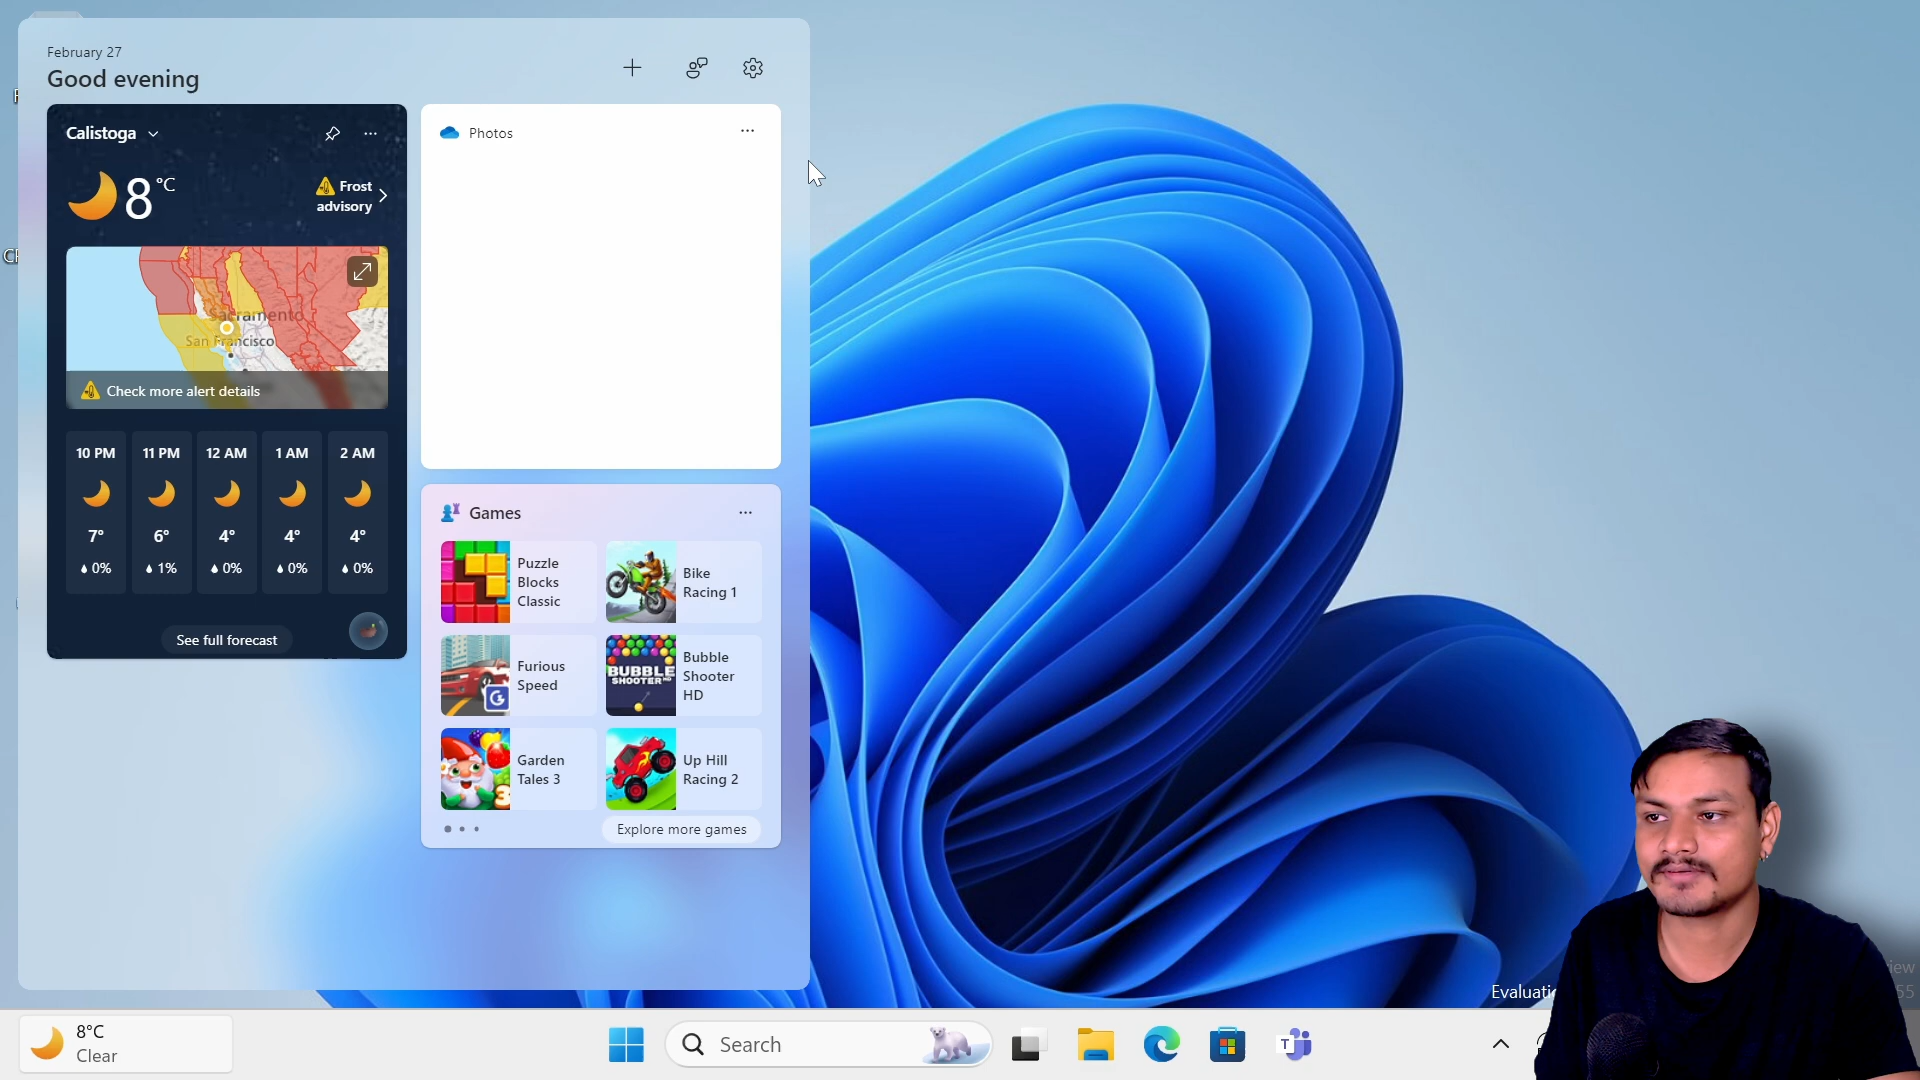 February 27
Good evening
Calistoga
8 °C
Frost
advisory
Sacramento
San Francisco
Check more alert details
10 PM 11 PM 12 AM 1 AM 2 AM
7° 6° 4° 4° 4°
0% 1% 0% 0% 0%
See full forecast
Photos
Games
Puzzle
Blocks
Classic
Bike
Racing 1
Furious
Speed
BUBBLE
SHOOTER
Bubble
Shooter
HD
Garden
Tales 3
Up Hill
Racing 2
Explore more games
8°C
Clear
Search
T